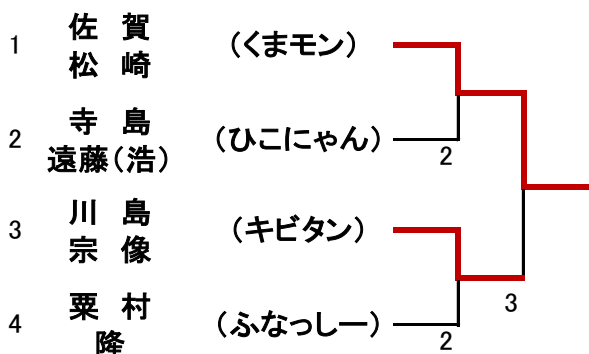 佐　賀
1 （くまモン）
松　崎
寺　島
2 （ひこにゃん）
遠藤（浩） 2
川　島
3 （キビタン）
宗　像
3
粟　村
4 （ふなっしー）
隆 2